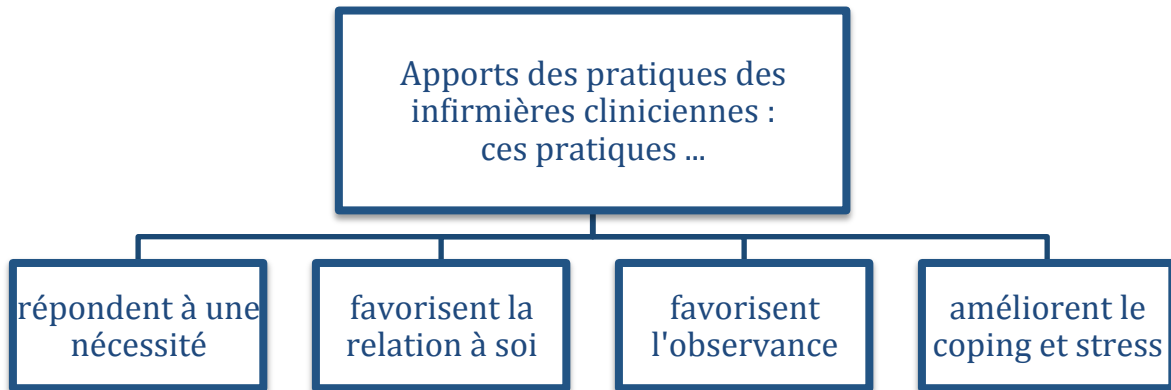 Apports des pratiques des
infirmières cliniciennes :
ces pratiques ...
répondent à une
nécessité
favorisent la
relation à soi
favorisent
l'observance
améliorent le
coping et stress